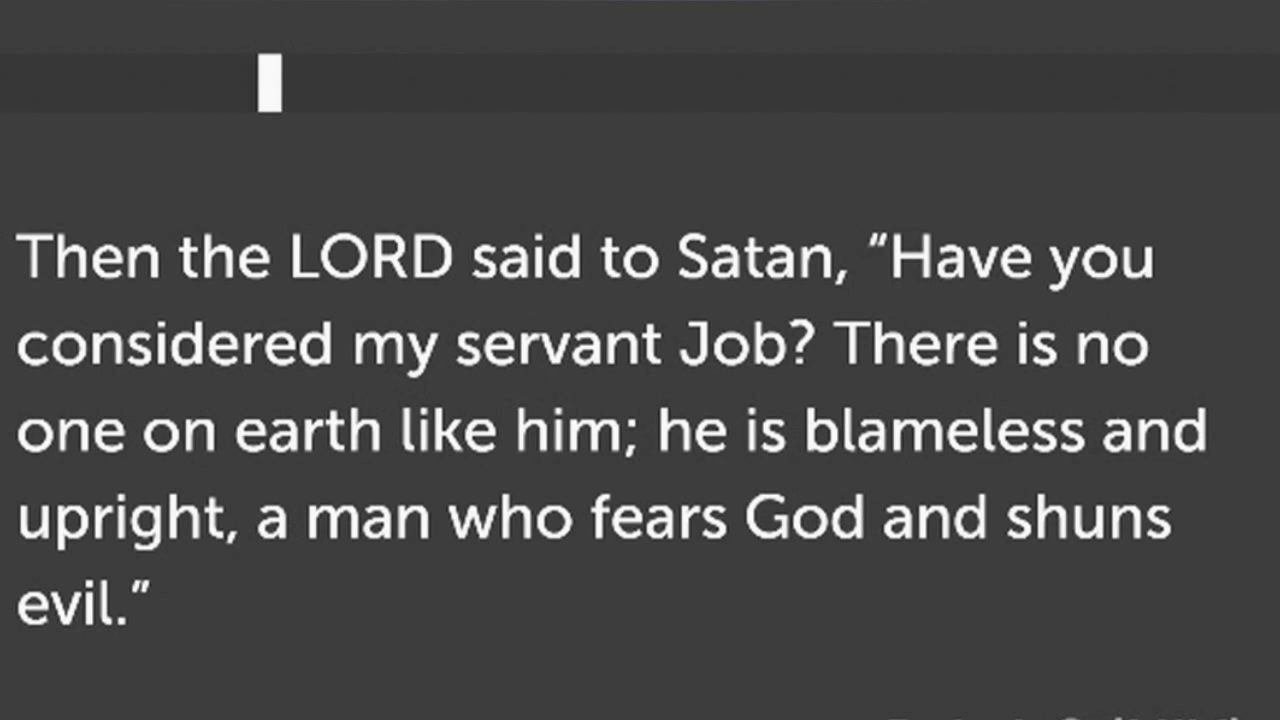 Then the LORD said to Satan, “Have you
considered my servant Job? There is no
one on earth like him; he is blameless and
upright, a man who fears God and shuns
evil.”